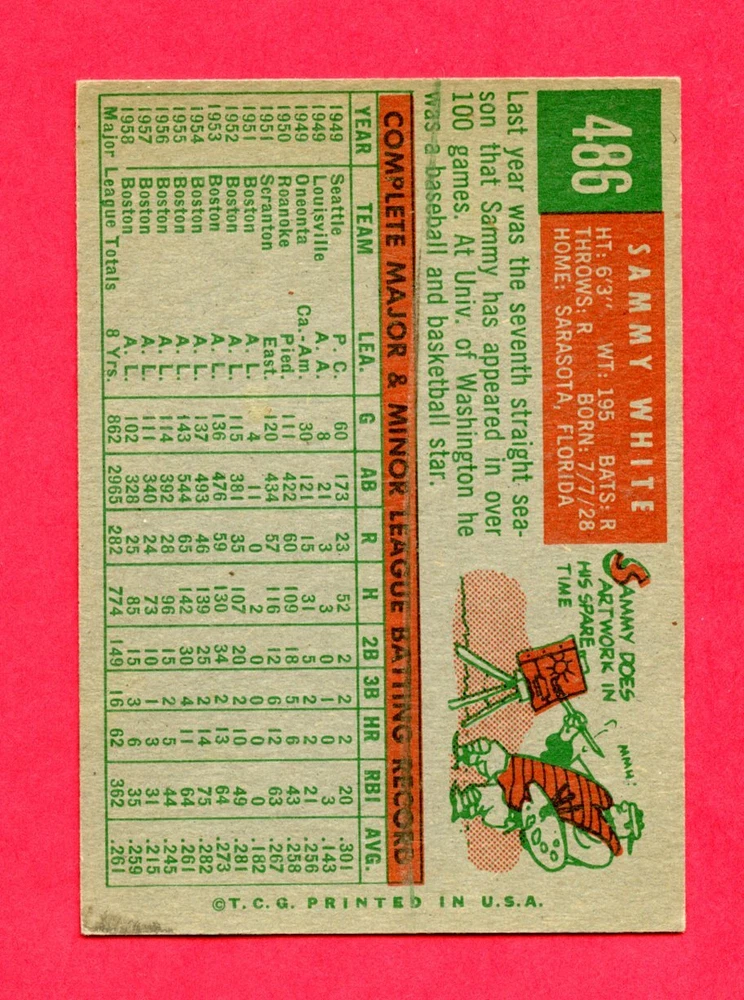 486
SAMMY WHITE
HT: 6'3" WT: 195 BATS: R
THROWS: R BORN: 7/7/28
HOME: SARASOTA, FLORIDA
Last year was the seventh straight sea-
son that Sammy has appeared in over
100 games. At Univ. of Washington he
was a baseball and basketball star.
SAMMY DOES
ARTWORK IN
HIS SPARE
TIME
MMH:
COMPLETE MAJOR & MINOR LEAGUE BATTING RECORD
YEAR TEAM LEA. G AB R H 2B 3B HR RBI AVG.
1949 Seattle P. C. 60 173 23 52 2 2 2 20 .301
1949 Louisville A. A. 8 21 3 3 0 1 0 3 .143
1949 Oneonta Ca.-Am. 30 121 15 31 5 2 2 21 .256
1950 Roanoke Pied. 111 422 60 109 18 5 6 43 .258
1951 Scranton East. 120 434 57 116 12 6 12 67 .267
1951 Boston A. L. 4 11 0 2 0 0 0 0 .182
1952 Boston A. L. 115 381 35 107 20 2 10 49 .281
1953 Boston A. L. 136 476 59 130 34 2 13 64 .273
1954 Boston A. L. 137 493 46 139 25 2 14 75 .282
1955 Boston A. L. 143 544 65 142 30 4 11 64 .261
1956 Boston A. L. 114 392 28 96 15 2 5 44 .245
1957 Boston A. L. 111 340 24 73 10 1 3 31 .215
1958 Boston A. L. 102 328 25 85 15 3 6 35 .259
Major League Totals 8 Yrs. 862 2965 282 774 149 16 62 362 .261
©T.C.G. PRINTED IN U.S.A.